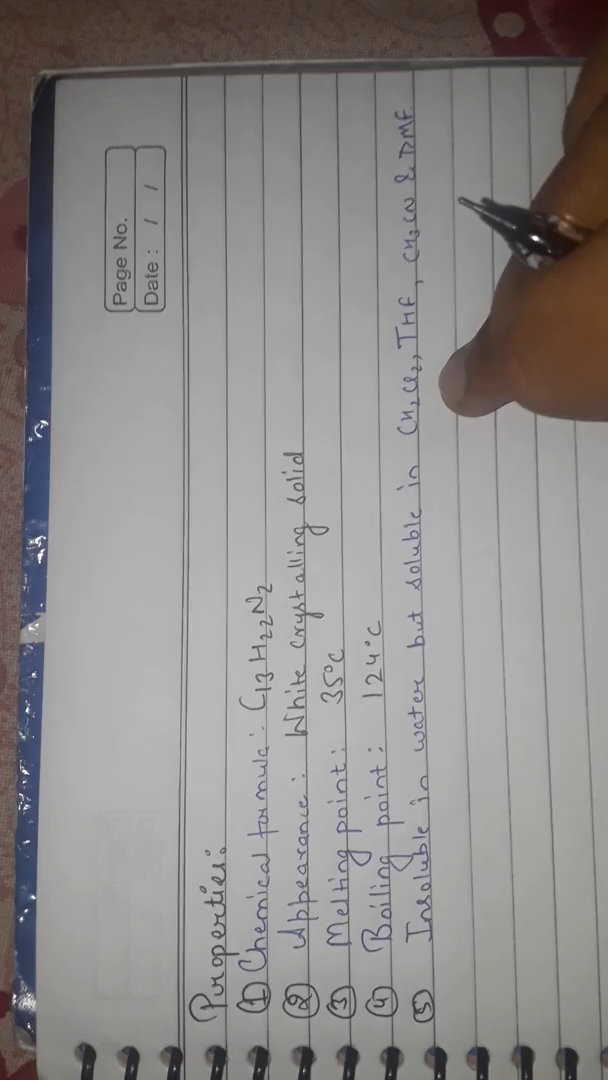 Page No.
Date : / /
Properties:
① Chemical formula: C13H22N2
② Appearance: White crystalling solid
③ Melting point: 35°C
④ Boiling point: 124°C
⑤ Insoluble in water but soluble in CH2Cl2, THF, CH3CN & DMF